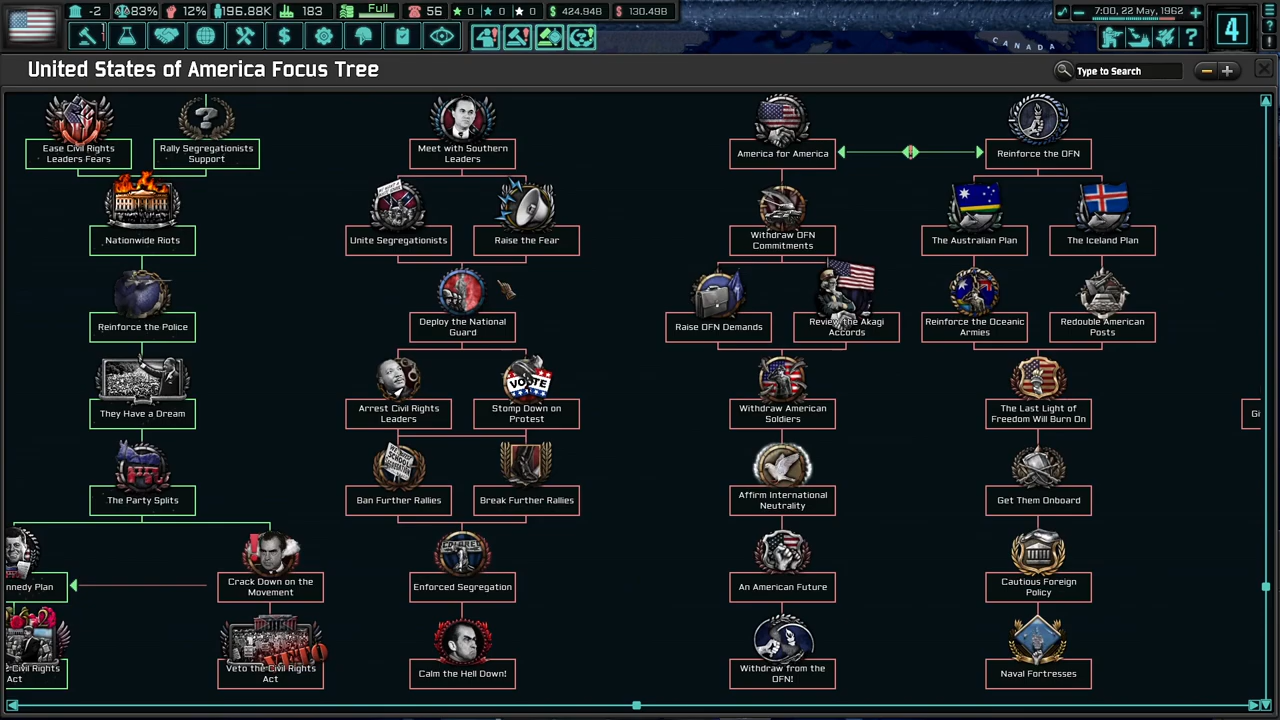 -2 83% 12% 196.88K 183 Full 56 0 0 0 $ 424.94B $ 130.49B 7:00, 22 May, 1962
4
CANADA
United States of America Focus Tree
Type to Search
Ease Civil Rights
Leaders Fears
Rally Segregationists
Support
Meet with Southern
Leaders
America for America
Reinforce the OFN
Nationwide Riots
Unite Segregationists
Raise the Fear
Withdraw OFN
Commitments
The Australian Plan
The Iceland Plan
Reinforce the Police
Deploy the National
Guard
Raise OFN Demands
Review the Akagi
Accords
Reinforce the Oceanic
Armies
Redouble American
Posts
They Have a Dream
Arrest Civil Rights
Leaders
VOTE
Stomp Down on
Protest
Withdraw American
Soldiers
The Last Light of
Freedom Will Burn On
Gi
The Party Splits
Ban Further Rallies
Break Further Rallies
Affirm International
Neutrality
Get Them Onboard
nnedy Plan
Crack Down on the
Movement
COLORED
Enforced Segregation
An American Future
Cautious Foreign
Policy
e Civil Rights
Act
VETO
Veto the Civil Rights
Act
Calm the Hell Down!
Withdraw from the
OFN!
Naval Fortresses